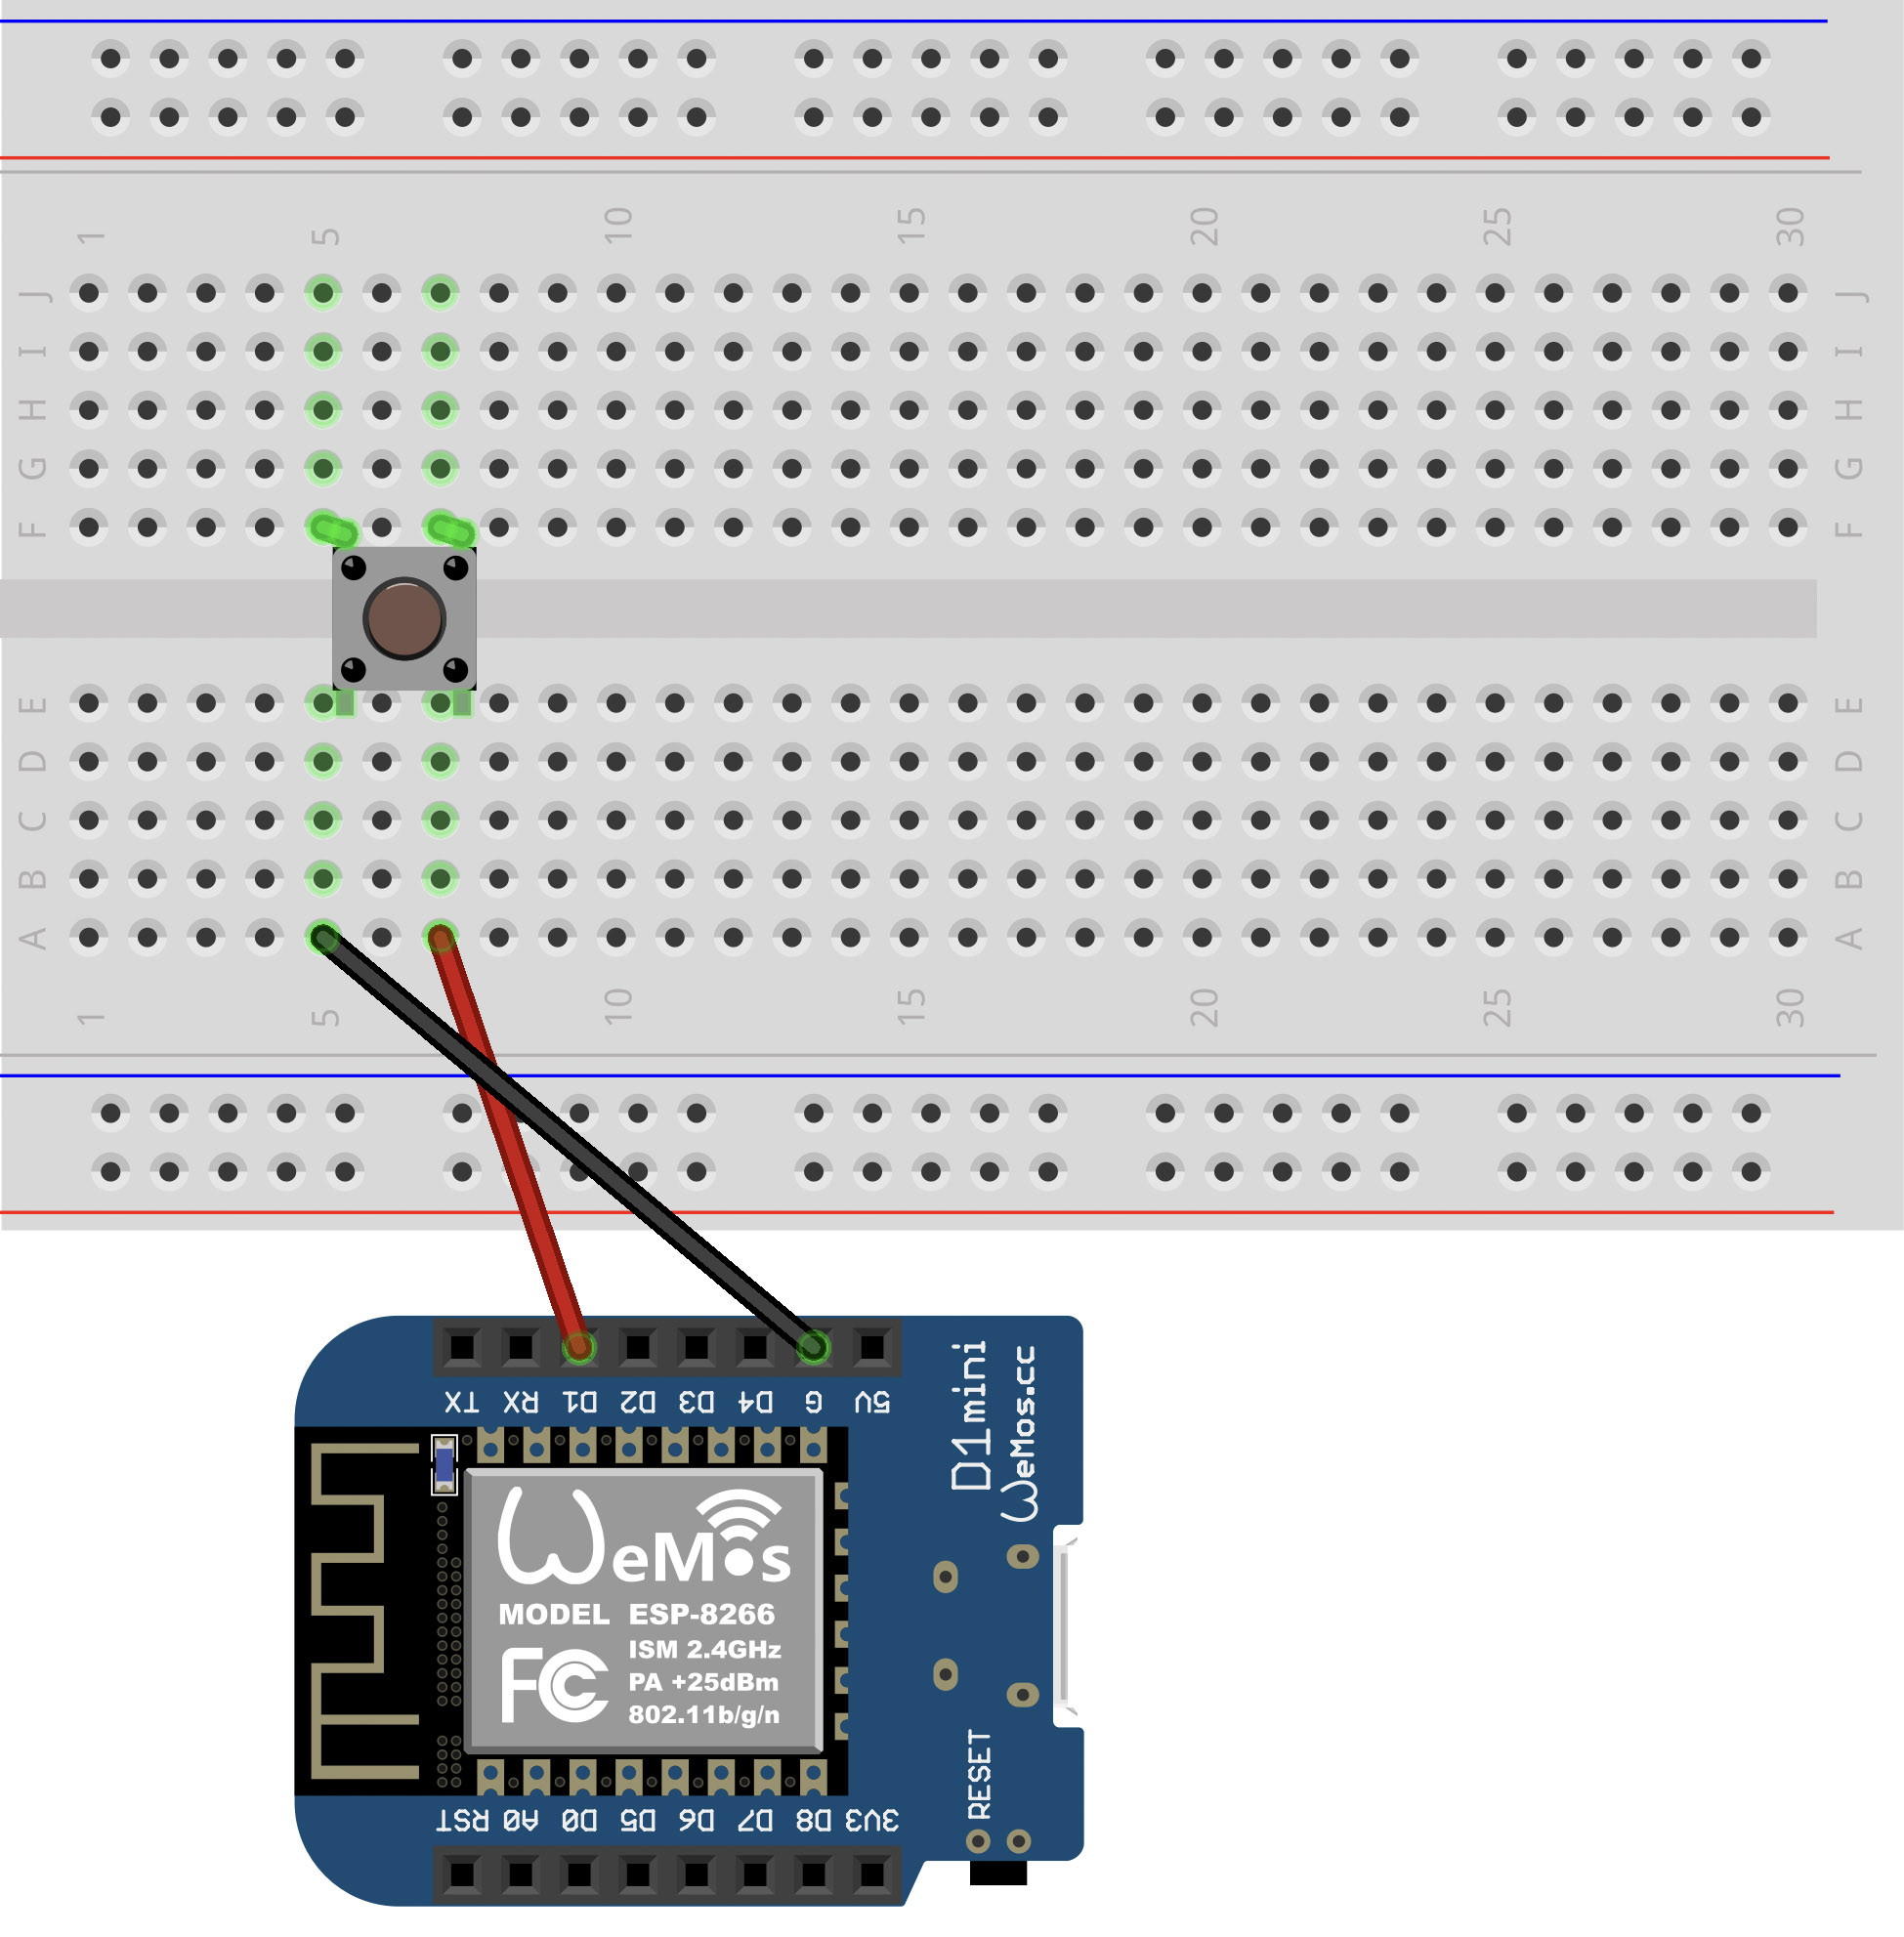 1 5 10 15 20 25 30
J J
I I
H H
G G
F F
E E
D D
C C
B B
A A
1 5 10 15 20 25 30
TX RX D1 D2 D3 D4 G 5V
D1 mini
WeMos.cc
WeMos
MODEL ESP-8266
ISM 2.4GHz
FC PA +25dBm
802.11b/g/n
RESET
RST A0 D0 D5 D6 D7 D8 3V3